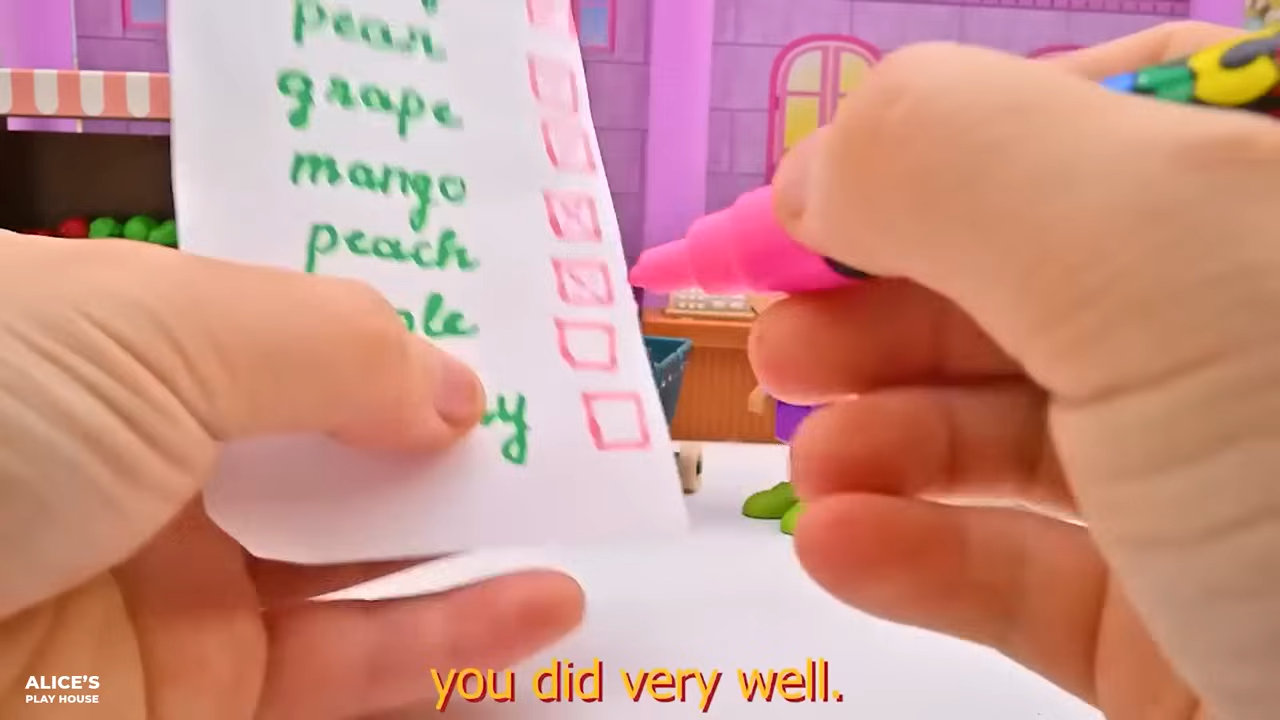 pear
grape
mango
peach
you did very well.
ALICE'S
PLAY HOUSE